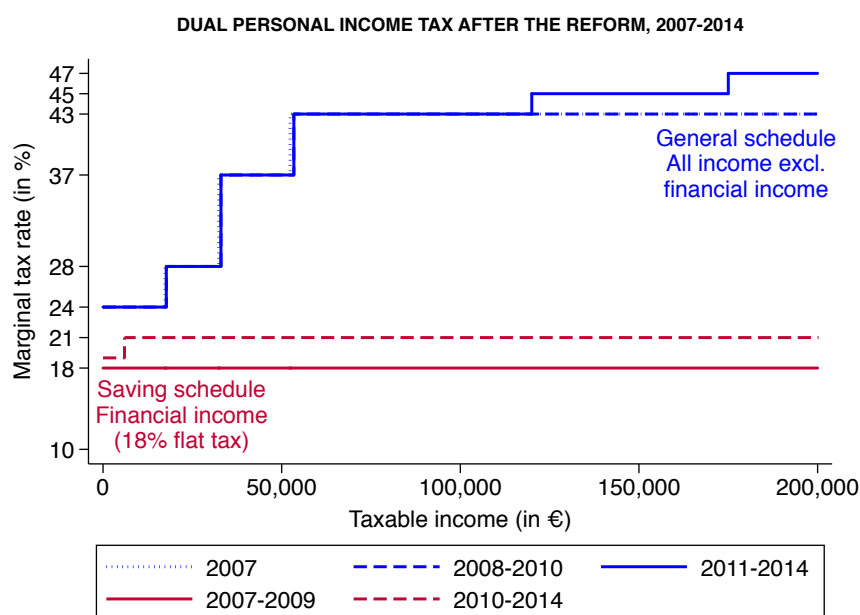 DUAL PERSONAL INCOME TAX AFTER THE REFORM, 2007-2014
Marginal tax rate (in %)
47
45
43
37
28
24
21
18
10
General schedule
All income excl.
financial income
Saving schedule
Financial income
(18% flat tax)
0
50,000
100,000
150,000
200,000
Taxable income (in €)
2007
2008-2010
2011-2014
2007-2009
2010-2014